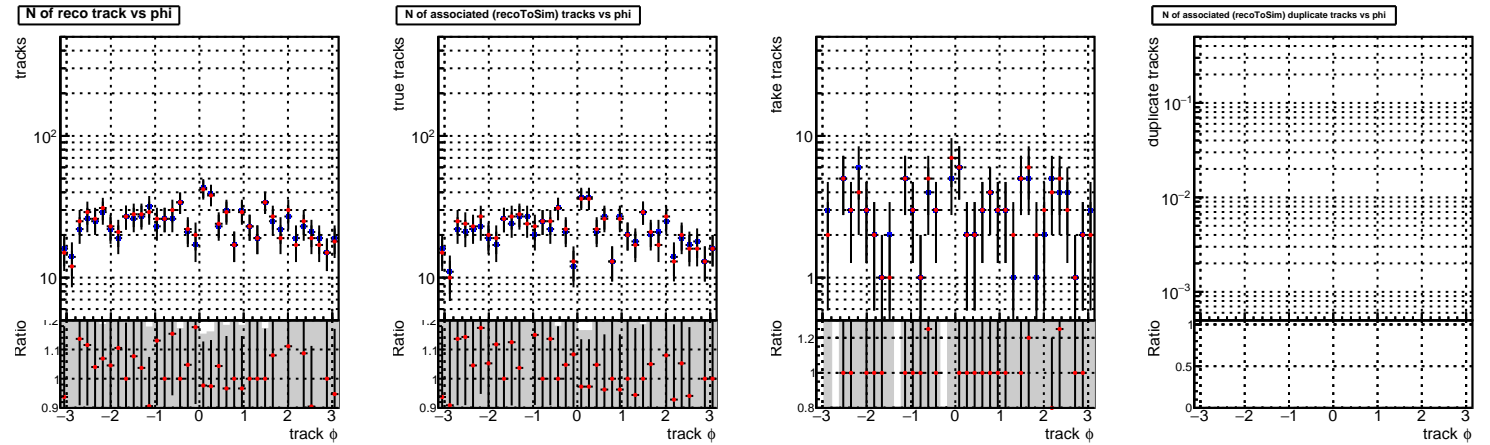 N of reco track vs phi
tracks
10²
10
Ratio
1.2
1.1
1
0.9
−3 −2 −1 0 1 2 3
track ϕ
N of associated (recoToSim) tracks vs phi
true tracks
10²
10
Ratio
1.2
1.1
1
0.9
−3 −2 −1 0 1 2 3
track ϕ
fake tracks
10
1
Ratio
1.2
1
0.8
−3 −2 −1 0 1 2 3
track ϕ
N of associated (recoToSim) duplicate tracks vs phi
duplicate tracks
10⁻¹
10⁻²
10⁻³
Ratio
1
0.5
0
−3 −2 −1 0 1 2 3
track ϕ